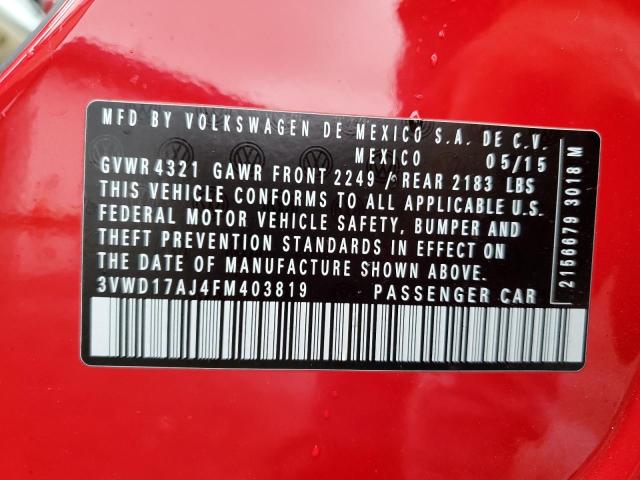 MFD BY VOLKSWAGEN DE MEXICO S.A. DE C.V.
MEXICO 05/15
GVWR 4321 GAWR FRONT 2249 / REAR 2183 LBS
THIS VEHICLE CONFORMS TO ALL APPLICABLE U.S.
FEDERAL MOTOR VEHICLE SAFETY, BUMPER AND
THEFT PREVENTION STANDARDS IN EFFECT ON
THE DATE OF MANUFACTURE SHOWN ABOVE.
3VWD17AJ4FM403819 PASSENGER CAR
2156679 3018 M